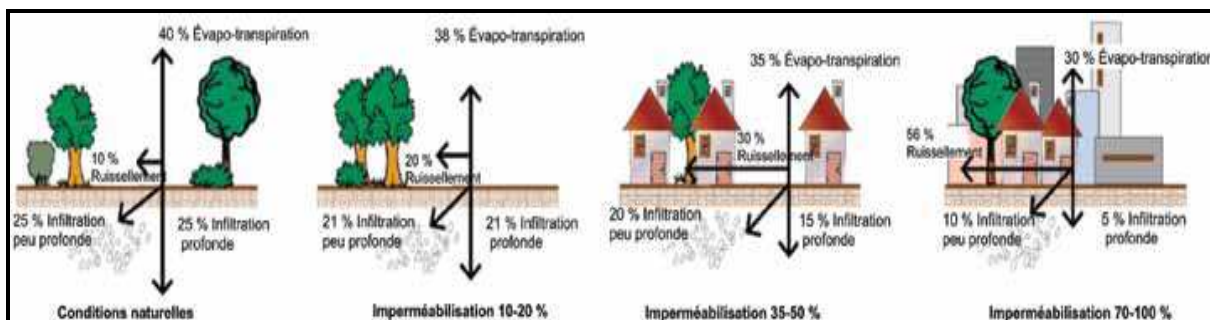 40 % Évapo-transpiration
10 %
Ruissellement
25 % Infiltration
peu profonde
25 % Infiltration
profonde
Conditions naturelles
38 % Évapo-transpiration
20 %
Ruissellement
21 % Infiltration
peu profonde
21 % Infiltration
profonde
Imperméabilisation 10-20 %
35 % Évapo-transpiration
30 %
Ruissellement
20 % Infiltration
peu profonde
15 % Infiltration
profonde
Imperméabilisation 35-50 %
30 % Évapo-transpiration
56 %
Ruissellement
10 % Infiltration
peu profonde
5 % Infiltration
profonde
Imperméabilisation 70-100 %